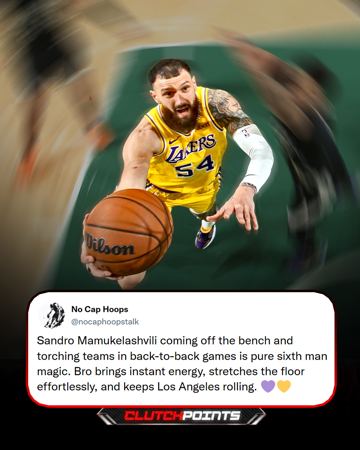 LAKERS
54
Wilson
No Cap Hoops
@nocaphoopstalk
Sandro Mamukelashvili coming off the bench and
torching teams in back-to-back games is pure sixth man
magic. Bro brings instant energy, stretches the floor
effortlessly, and keeps Los Angeles rolling. 💜💛
CLUTCHPOINTS